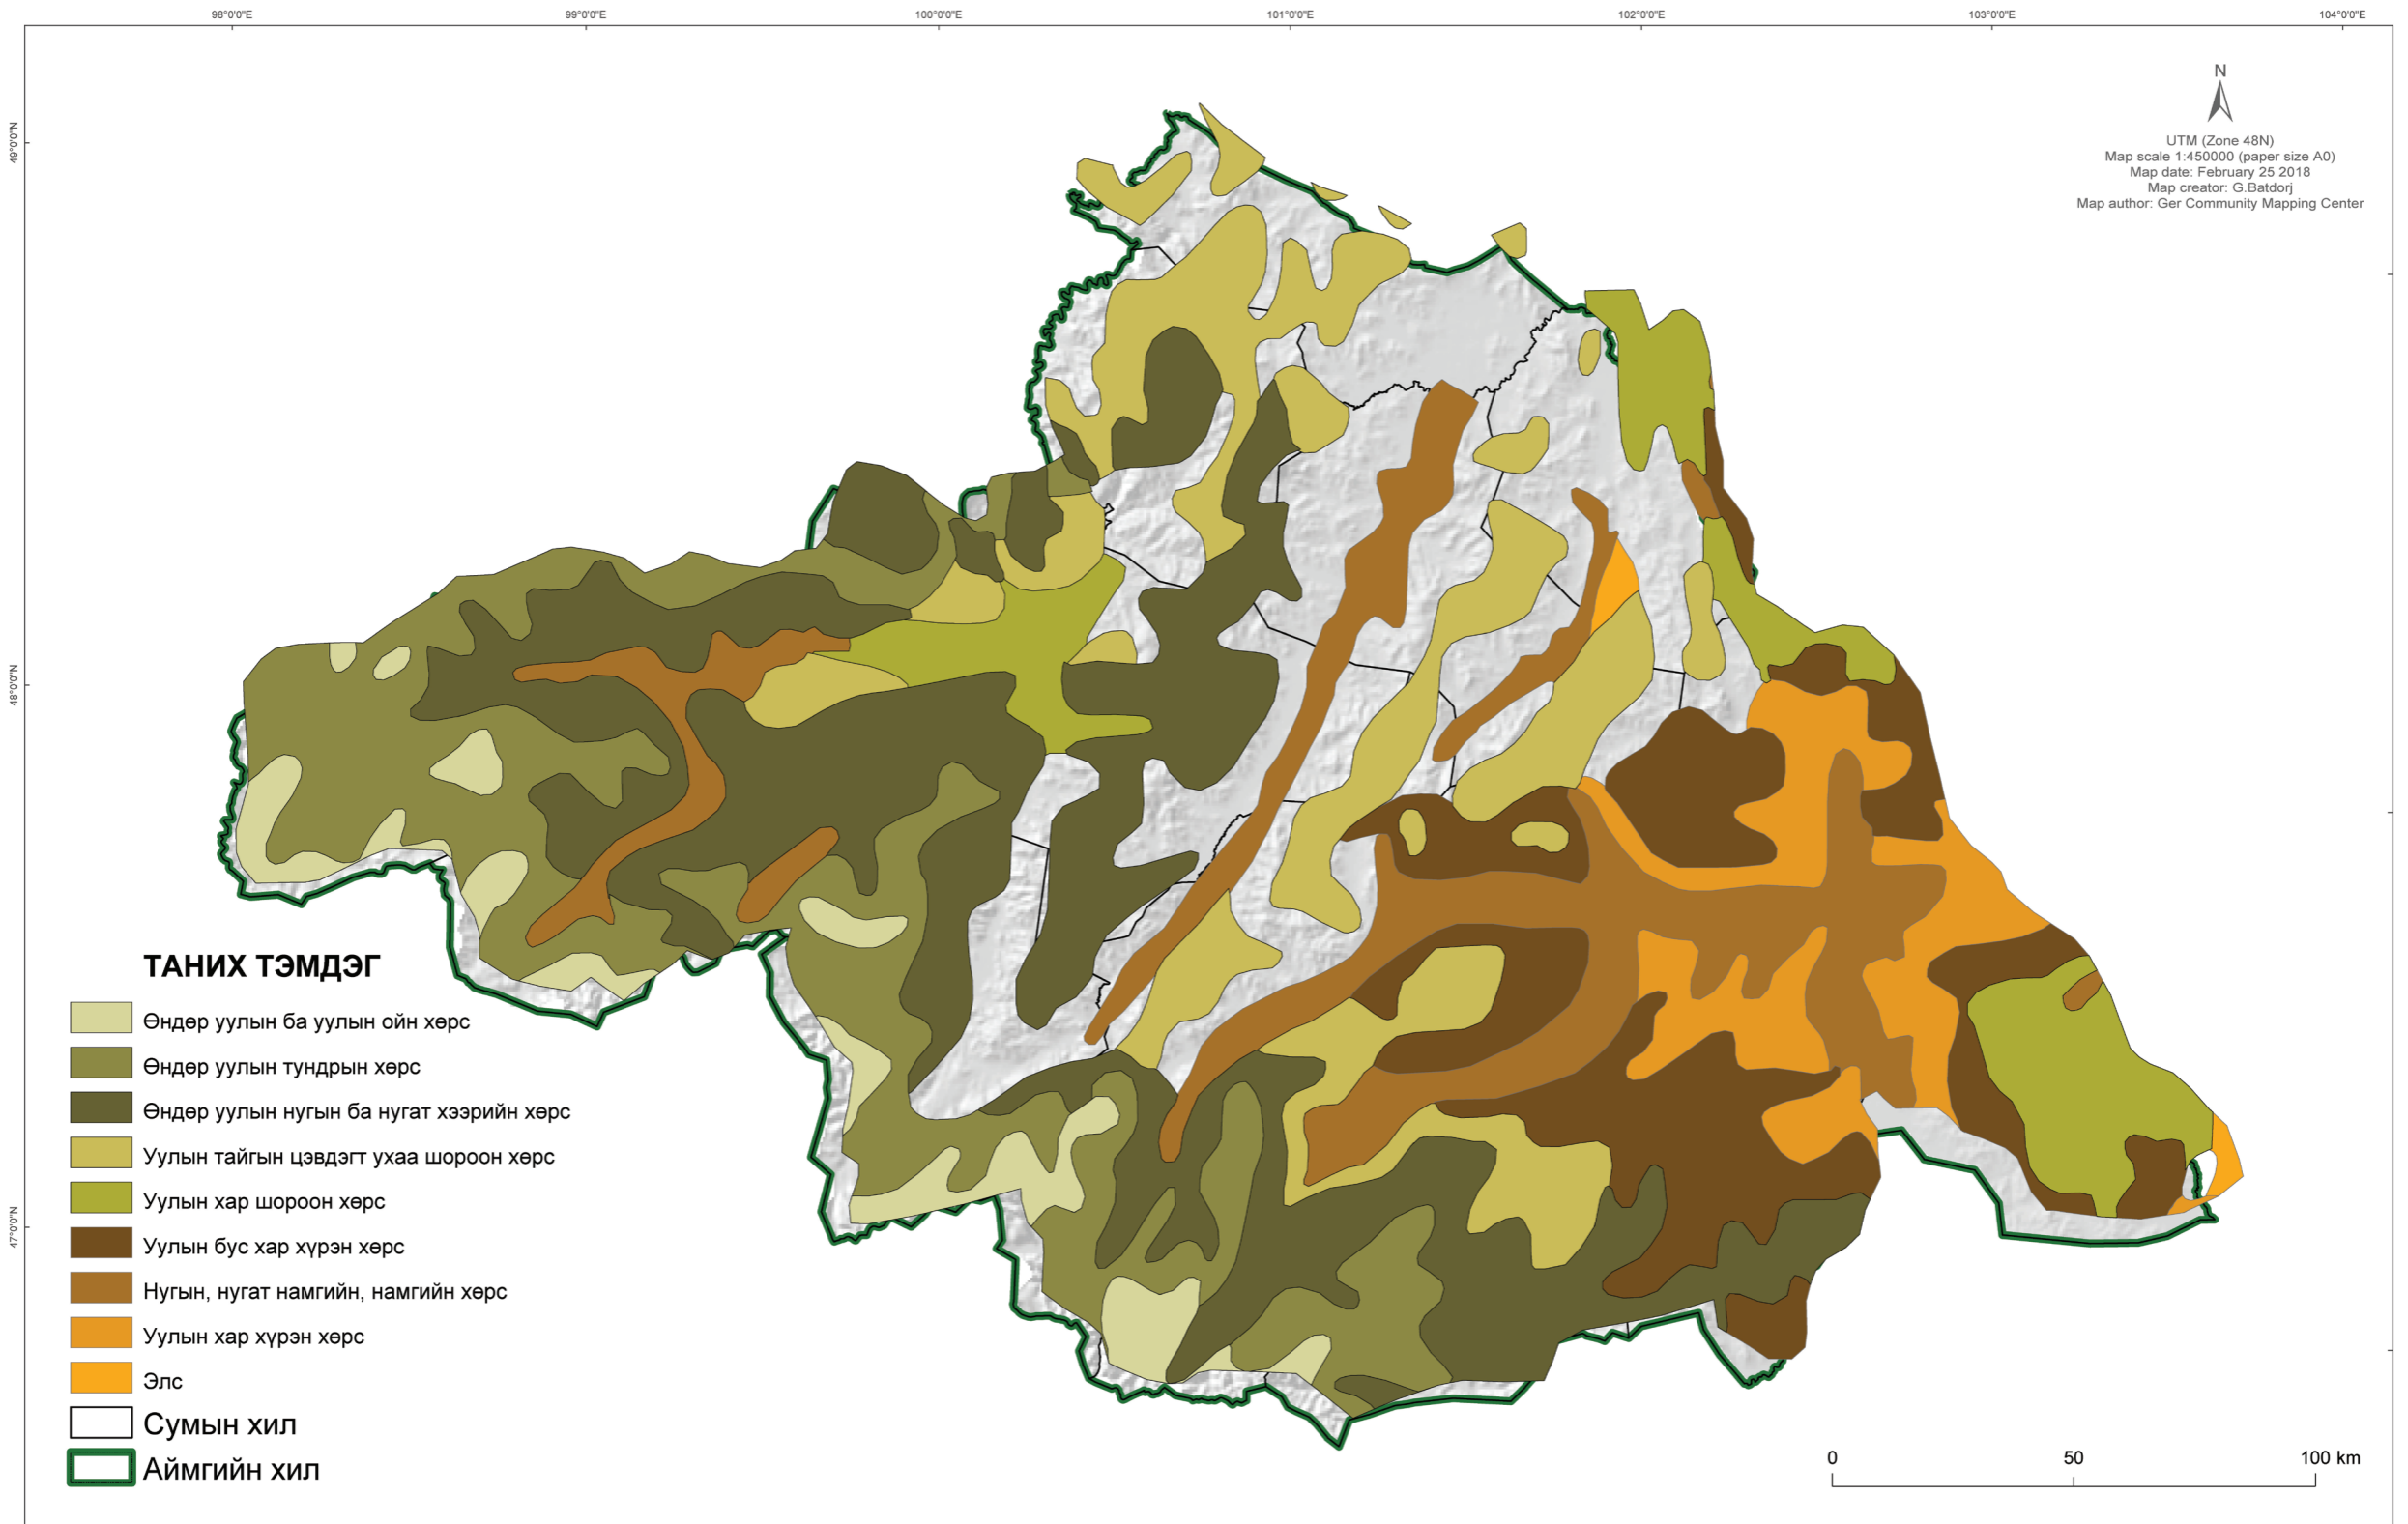 98°0'0"E
99°0'0"E
100°0'0"E
101°0'0"E
102°0'0"E
103°0'0"E
104°0'0"E
49°0'0"N
48°0'0"N
47°0'0"N
N
UTM (Zone 48N)
Map scale 1:450000 (paper size A0)
Map date: February 25 2018
Map creator: G.Batdorj
Map author: Ger Community Mapping Center
ТАНИХ ТЭМДЭГ
Өндөр уулын ба уулын ойн хөрс
Өндөр уулын тундрын хөрс
Өндөр уулын нугын ба нугат хээрийн хөрс
Уулын тайгын цэвдэгт ухаа шороон хөрс
Уулын хар шороон хөрс
Уулын бус хар хүрэн хөрс
Нугын, нугат намгийн, намгийн хөрс
Уулын хар хүрэн хөрс
Элс
Сумын хил
Аймгийн хил
0 50 100 km